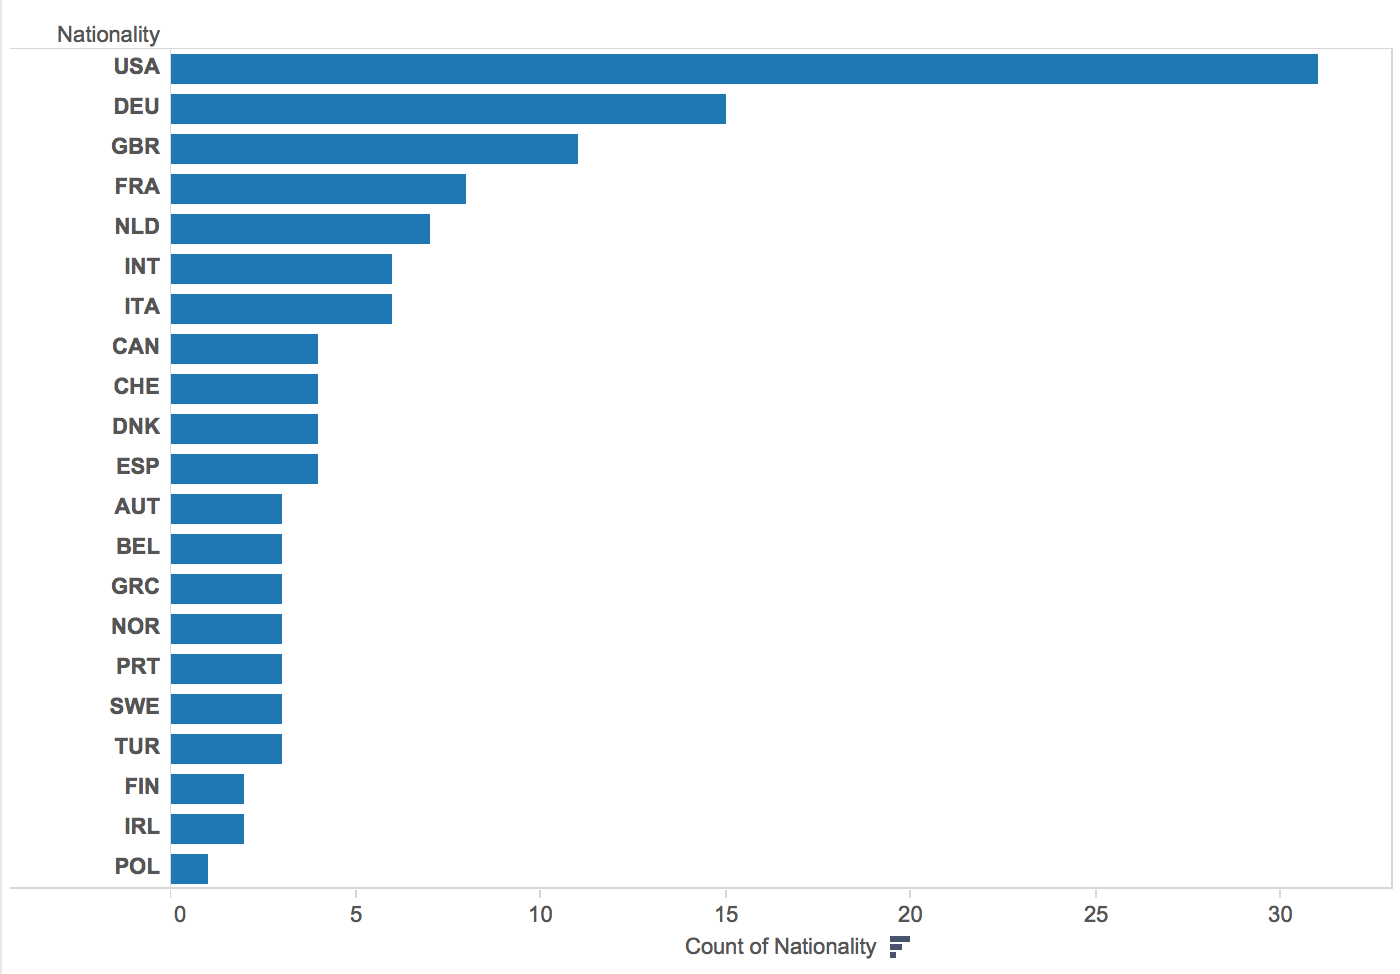 Nationality
USA
DEU
GBR
FRA
NLD
INT
ITA
CAN
CHE
DNK
ESP
AUT
BEL
GRC
NOR
PRT
SWE
TUR
FIN
IRL
POL
0 5 10 15 20 25 30
Count of Nationality